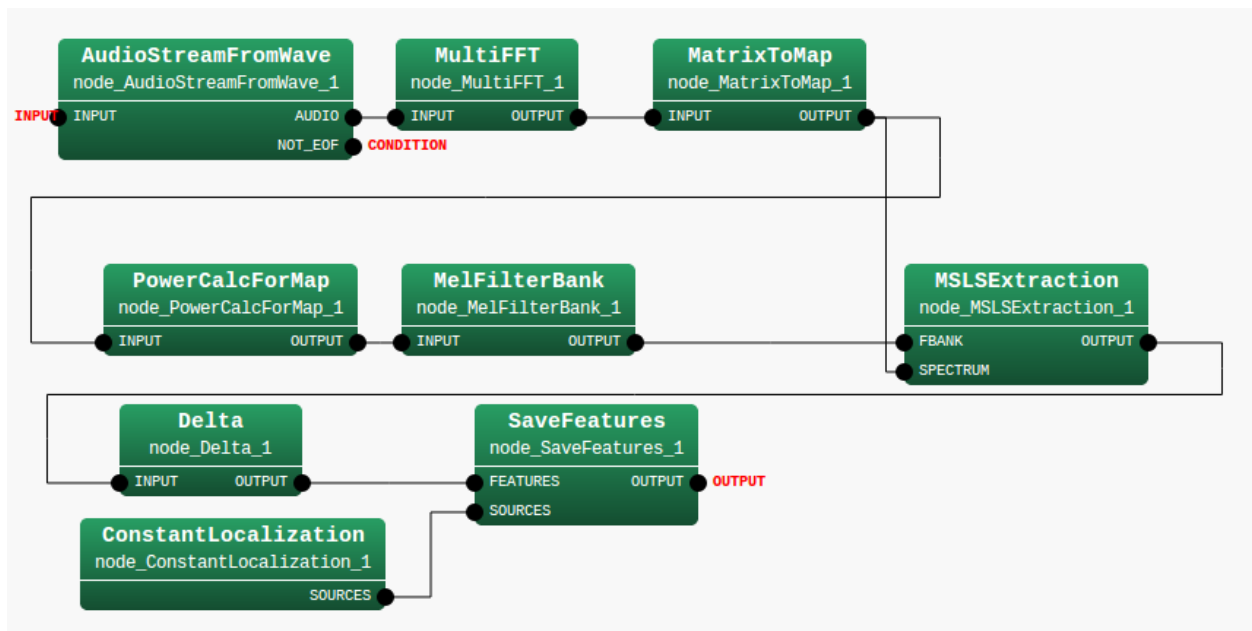 AudioStreamFromWave
node_AudioStreamFromWave_1
INPUT
INPUT
AUDIO
NOT_EOF
CONDITION
MultiFFT
node_MultiFFT_1
INPUT
OUTPUT
MatrixToMap
node_MatrixToMap_1
INPUT
OUTPUT
PowerCalcForMap
node_PowerCalcForMap_1
INPUT
OUTPUT
MelFilterBank
node_MelFilterBank_1
INPUT
OUTPUT
MSLSExtraction
node_MSLSExtraction_1
FBANK
OUTPUT
SPECTRUM
Delta
node_Delta_1
INPUT
OUTPUT
SaveFeatures
node_SaveFeatures_1
FEATURES
OUTPUT
OUTPUT
SOURCES
ConstantLocalization
node_ConstantLocalization_1
SOURCES